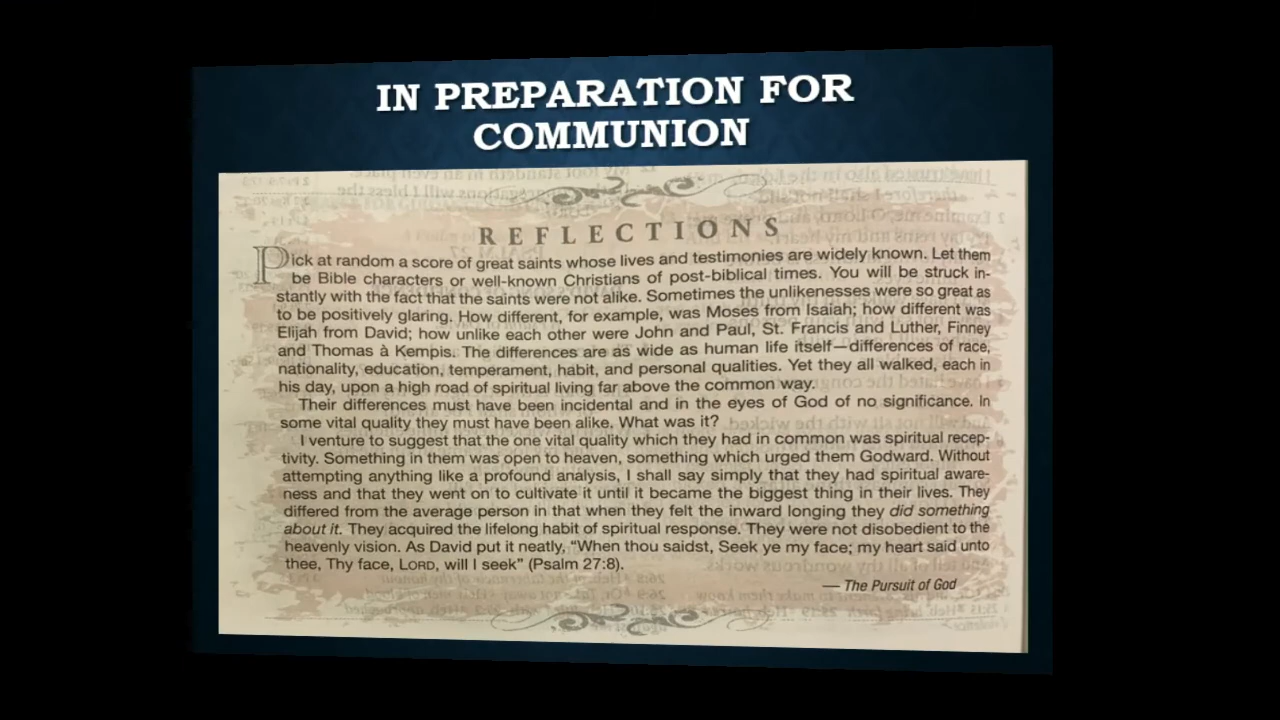 IN PREPARATION FOR
COMMUNION
REFLECTIONS
Pick at random a score of great saints whose lives and testimonies are widely known. Let them
be Bible characters or well-known Christians of post-biblical times. You will be struck in-
stantly with the fact that the saints were not alike. Sometimes the unlikenesses were so great as
to be positively glaring. How different, for example, was Moses from Isaiah; how different was
Elijah from David; how unlike each other were John and Paul, St. Francis and Luther, Finney
and Thomas à Kempis. The differences are as wide as human life itself—differences of race,
nationality, education, temperament, habit, and personal qualities. Yet they all walked, each in
his day, upon a high road of spiritual living far above the common way.
Their differences must have been incidental and in the eyes of God of no significance. In
some vital quality they must have been alike. What was it?
I venture to suggest that the one vital quality which they had in common was spiritual recep-
tivity. Something in them was open to heaven, something which urged them Godward. Without
attempting anything like a profound analysis, I shall say simply that they had spiritual aware-
ness and that they went on to cultivate it until it became the biggest thing in their lives. They
differed from the average person in that when they felt the inward longing they did something
about it. They acquired the lifelong habit of spiritual response. They were not disobedient to the
heavenly vision. As David put it neatly, “When thou saidst, Seek ye my face; my heart said unto
thee, Thy face, LORD, will I seek” (Psalm 27:8).
— The Pursuit of God